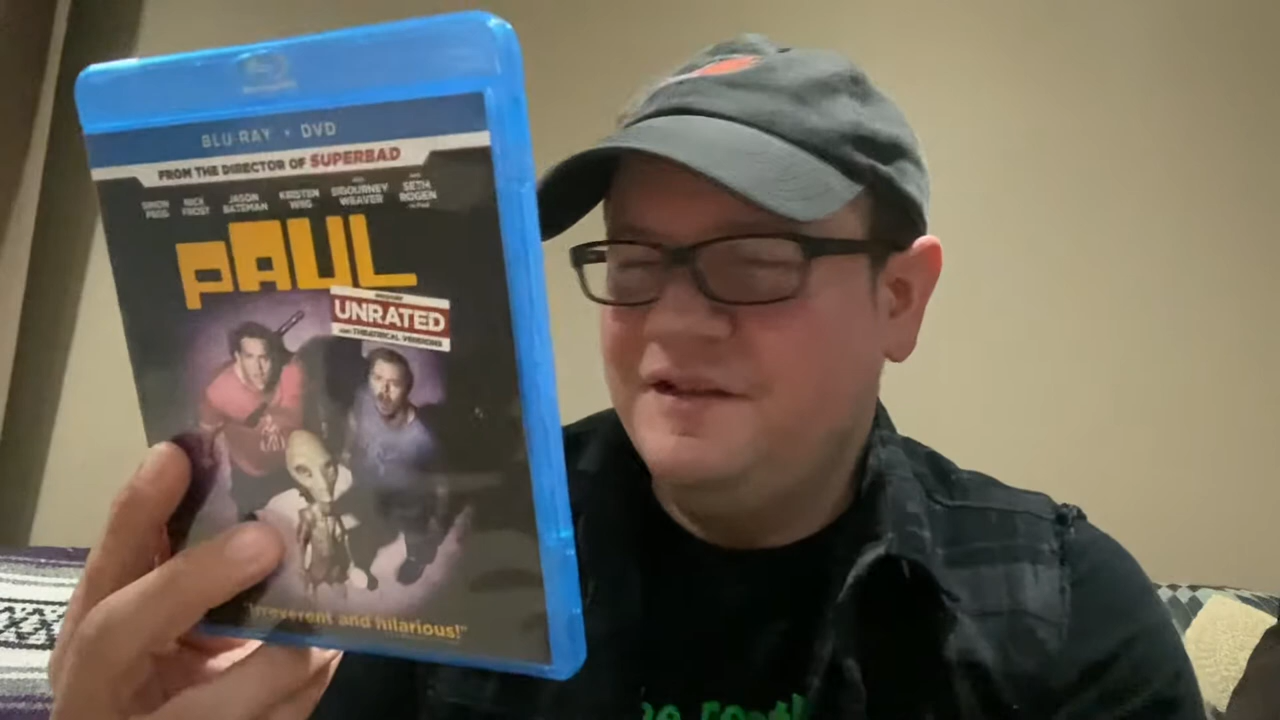 BLU-RAY + DVD
FROM THE DIRECTOR OF SUPERBAD
SIMON PEGG NICK FROST JASON BATEMAN KRISTEN WIIG SIGOURNEY WEAVER SETH ROGEN
PAUL
UNRATED
AND THEATRICAL VERSIONS
"Irreverent and hilarious!"